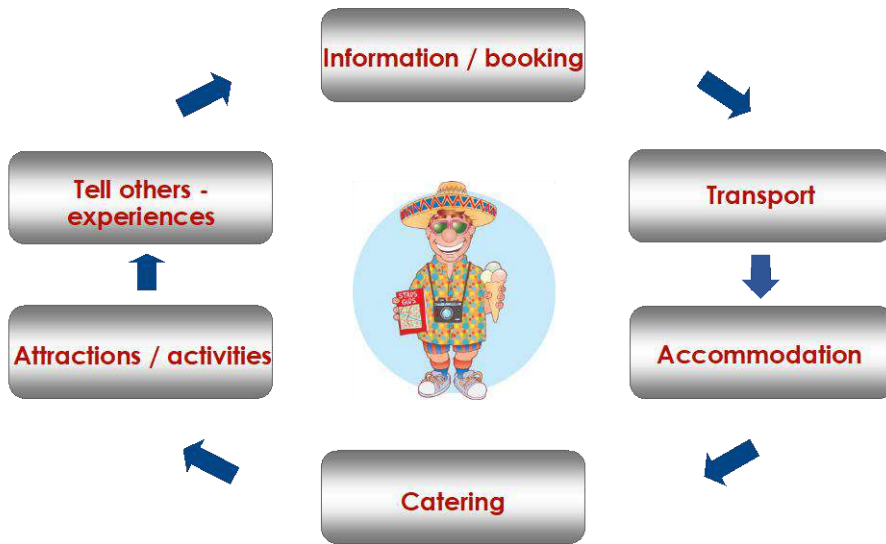 Information / booking
Transport
Accommodation
Catering
Attractions / activities
Tell others -
experiences